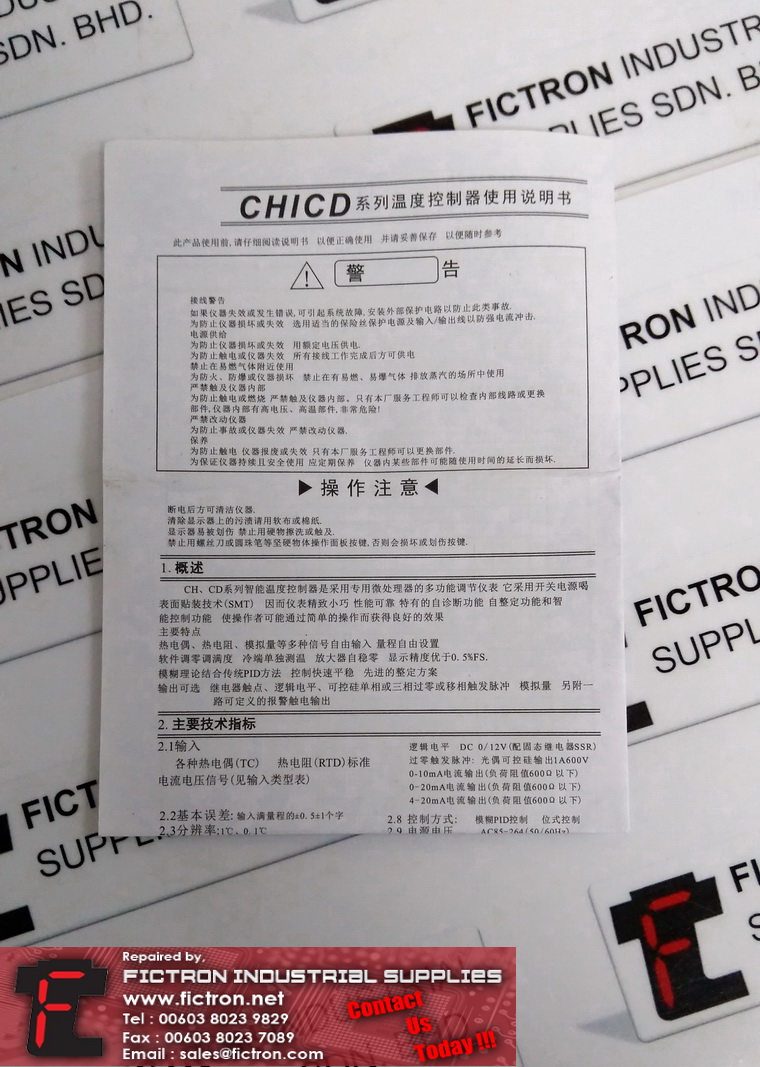 SDN. BHD.
FICTRON INDUSTR
PLIES SDN. B
N INDU
IES SD
RON IND
PPLIES S
TRON
UPPLIE
FICTRON
SUPPL
FICT
SUPPL
FI
CHICD系列温度控制器使用说明书
此产品使用前,请仔细阅读说明书 以便正确使用 并请妥善保存 以便随时参考
警 告
接线警告
如果仪器失效或发生错误,可引起系统故障,安装外部保护电路以防止此类事故.
为防止仪器损坏或失效 选用适当的保险丝保护电源及输入/输出线以防强电流冲击.
电源供给
为防止仪器损坏或失效 用额定电压供电.
为防止触电或仪器失效 所有接线工作完成后方可供电
禁止在易燃气体附近使用
为防火、防爆或仪器损坏 禁止在有易燃、易爆气体 排放蒸汽的场所中使用
严禁触及仪器内部
为防止触电或燃烧 严禁触及仪器内部。只有本厂服务工程师可以检查内部线路或更换
部件,仪器内部有高电压、高温部件,非常危险!
严禁改动仪器
为防止事故或仪器失效 严禁改动仪器.
保养
为防止触电 仪器报废或失效 只有本厂服务工程师可以更换部件.
为保证仪器持续且安全使用 应定期保养 仪器内某些部件可能随使用时间的延长而损坏.
▶操作注意◀
断电后方可清洁仪器.
清除显示器上的污渍请用软布或棉纸.
显示器易被划伤 禁止用硬物擦洗或触及.
禁止用螺丝刀或圆珠笔等坚硬物体操作面板按键,否则会损坏或划伤按键.
1. 概述
CH、CD系列智能温度控制器是采用专用微处理器的多功能调节仪表 它采用开关电源喝
表面贴装技术(SMT) 因而仪表精致小巧 性能可靠 特有的自诊断功能 自整定功能和智
能控制功能 使操作者可能通过简单的操作而获得良好的效果
主要特点
热电偶、热电阻、模拟量等多种信号自由输入 量程自由设置
软件调零调满度 冷端单独测温 放大器自稳零 显示精度优于0.5%FS.
模糊理论结合传统PID方法 控制快速平稳 先进的整定方案
输出可选 继电器触点、逻辑电平、可控硅单相或三相过零或移相触发脉冲 模拟量 另附一
路可定义的报警触电输出
2. 主要技术指标
2.1输入
各种热电偶(TC) 热电阻(RTD)标准
电流电压信号(见输入类型表)
2.2基本误差:输入满量程的±0.5±1个字
2.3分辨率:1℃、0.1℃
逻辑电平 DC 0/12V(配固态继电器SSR)
过零触发脉冲: 光偶可控硅输出1A600V
0-10mA电流输出(负荷阻值600Ω以下)
0-20mA电流输出(负荷阻值600Ω以下)
4-20mA电流输出(负荷阻值600Ω以下)
2.8 控制方式: 模糊PID控制 位式控制
2.9 电源电压 AC85-264(50/60Hz)
Repaired by,
FICTRON INDUSTRIAL SUPPLIES
www.fictron.net
Tel : 00603 8023 9829
Fax : 00603 8023 7089
Email : sales@fictron.com
Contact
Us
Today !!!